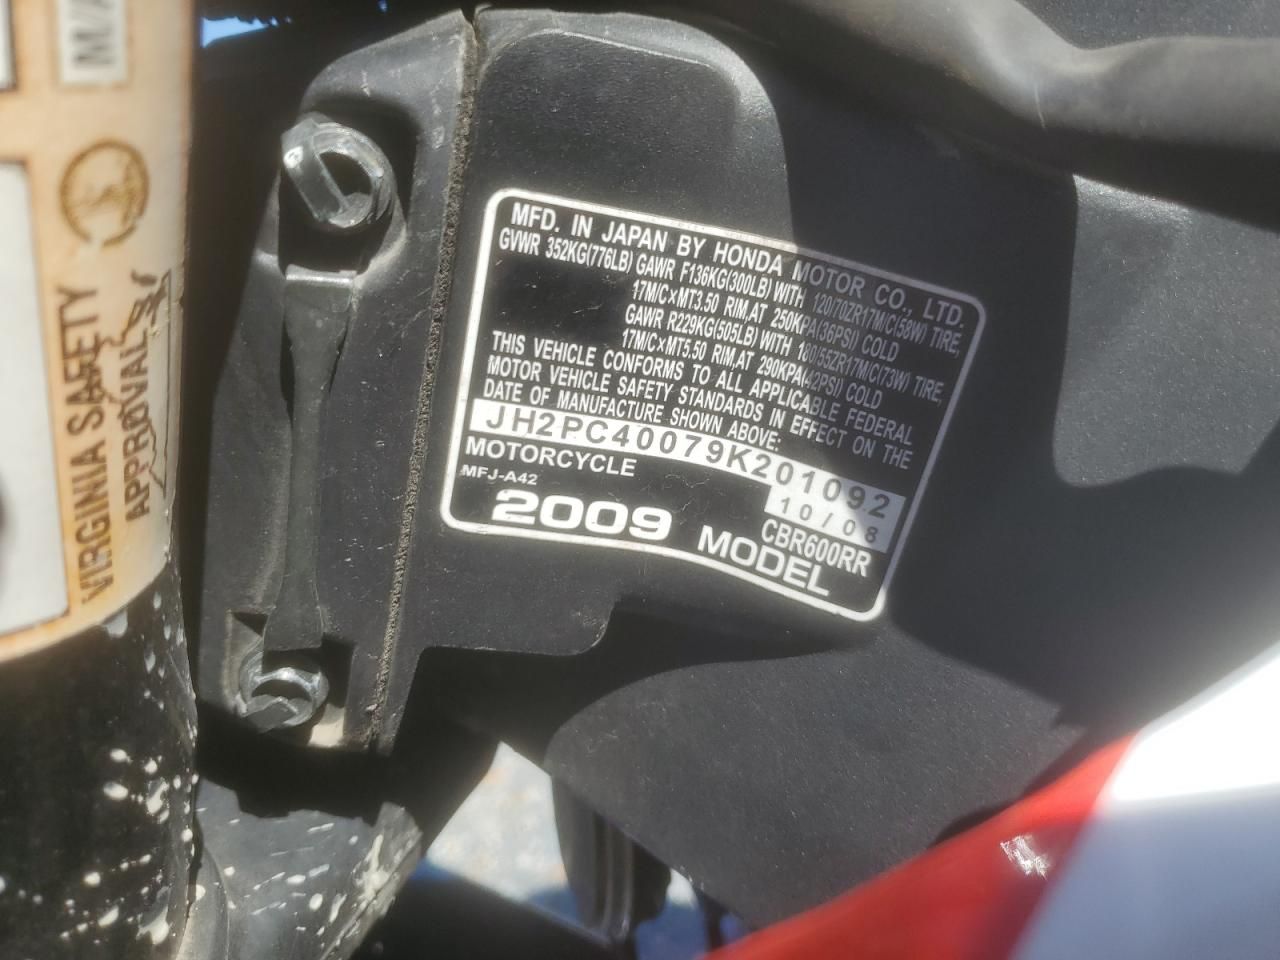 MFD. IN JAPAN BY HONDA MOTOR CO., LTD.
GVWR 352KG(776LB) GAWR F136KG(300LB) WITH 120/70ZR17M/C(58W) TIRE,
17M/C×MT3.50 RIM,AT 250KPA(36PSI) COLD
GAWR R229KG(505LB) WITH 180/55ZR17M/C(73W) TIRE,
17M/C×MT5.50 RIM,AT 290KPA(42PSI) COLD
THIS VEHICLE CONFORMS TO ALL APPLICABLE FEDERAL
MOTOR VEHICLE SAFETY STANDARDS IN EFFECT ON THE
DATE OF MANUFACTURE SHOWN ABOVE:
JH2PC40079K201092
MOTORCYCLE 10/08
MFJ-A42 CBR600RR
2009 MODEL
VIRGINIA SAFETY
APPROVALS